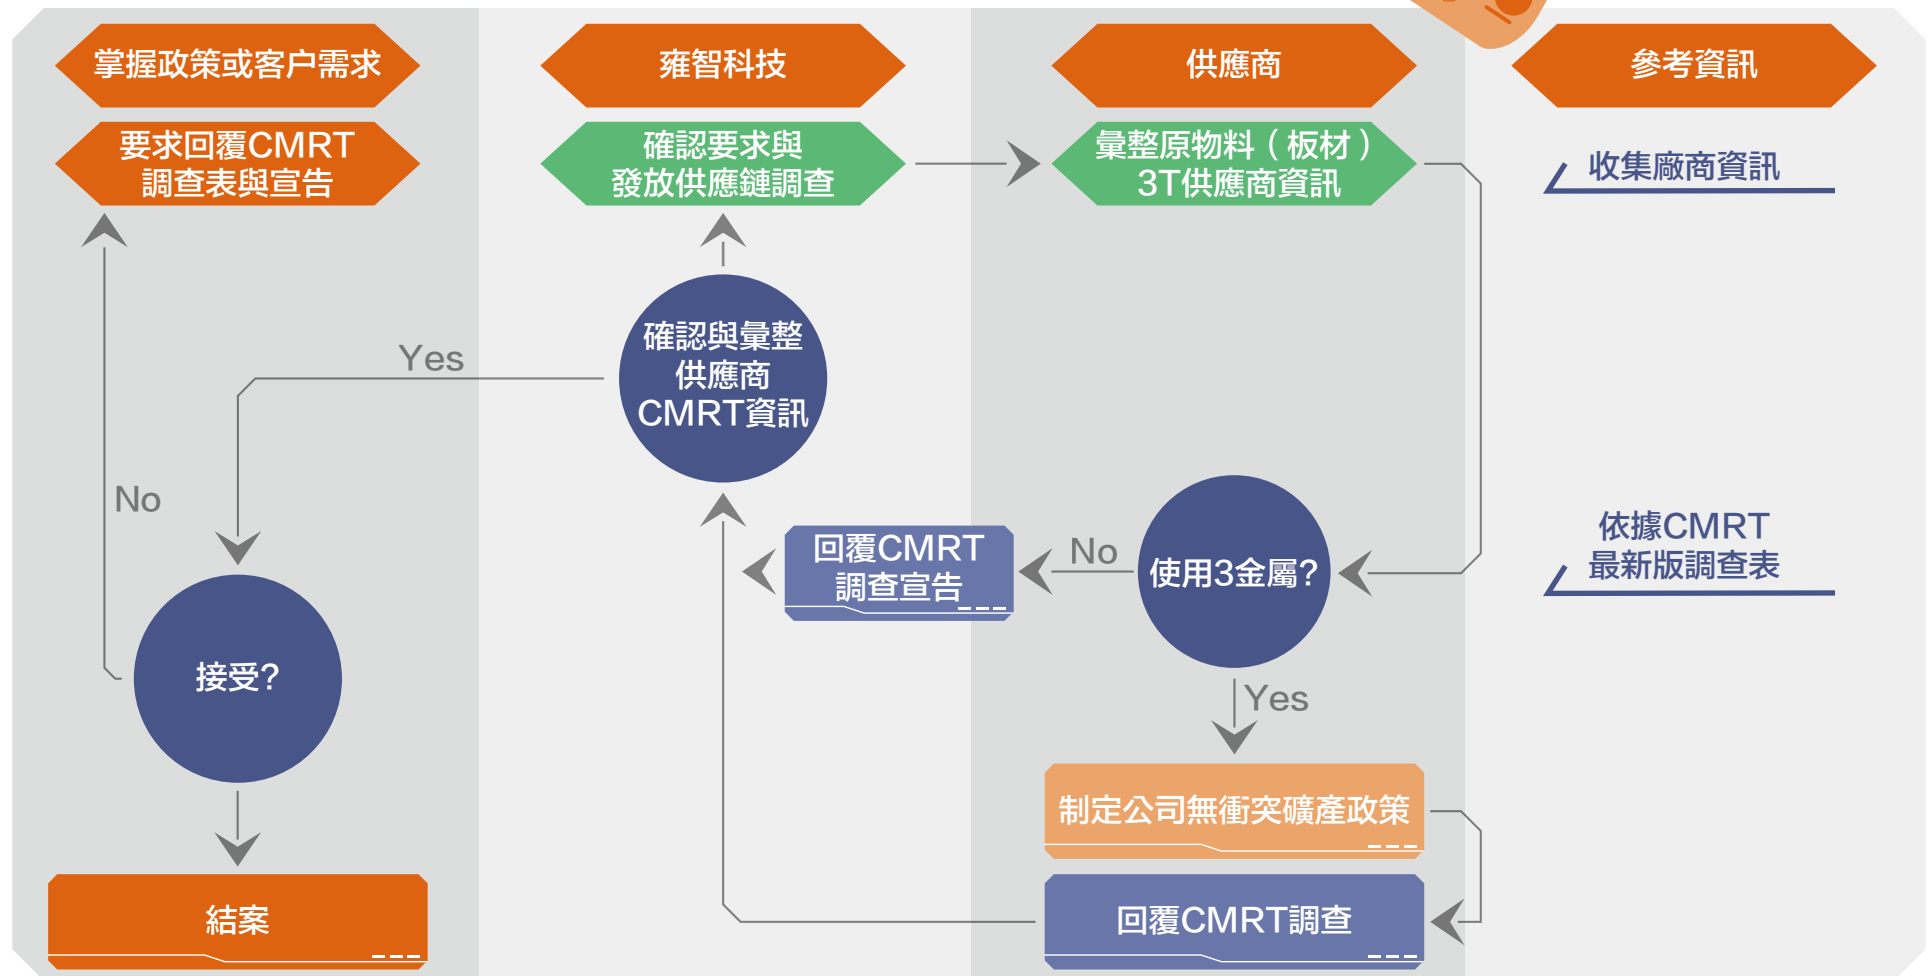 掌握政策或客户需求
雍智科技
供應商
參考資訊
要求回覆CMRT
調查表與宣告
確認要求與
發放供應鏈調查
彙整原物料（板材）
3T供應商資訊
收集廠商資訊
確認與彙整
供應商
CMRT資訊
Yes
No
接受?
結案
回覆CMRT
調查宣告
No
使用3金屬?
Yes
依據CMRT
最新版調查表
制定公司無衝突礦產政策
回覆CMRT調查